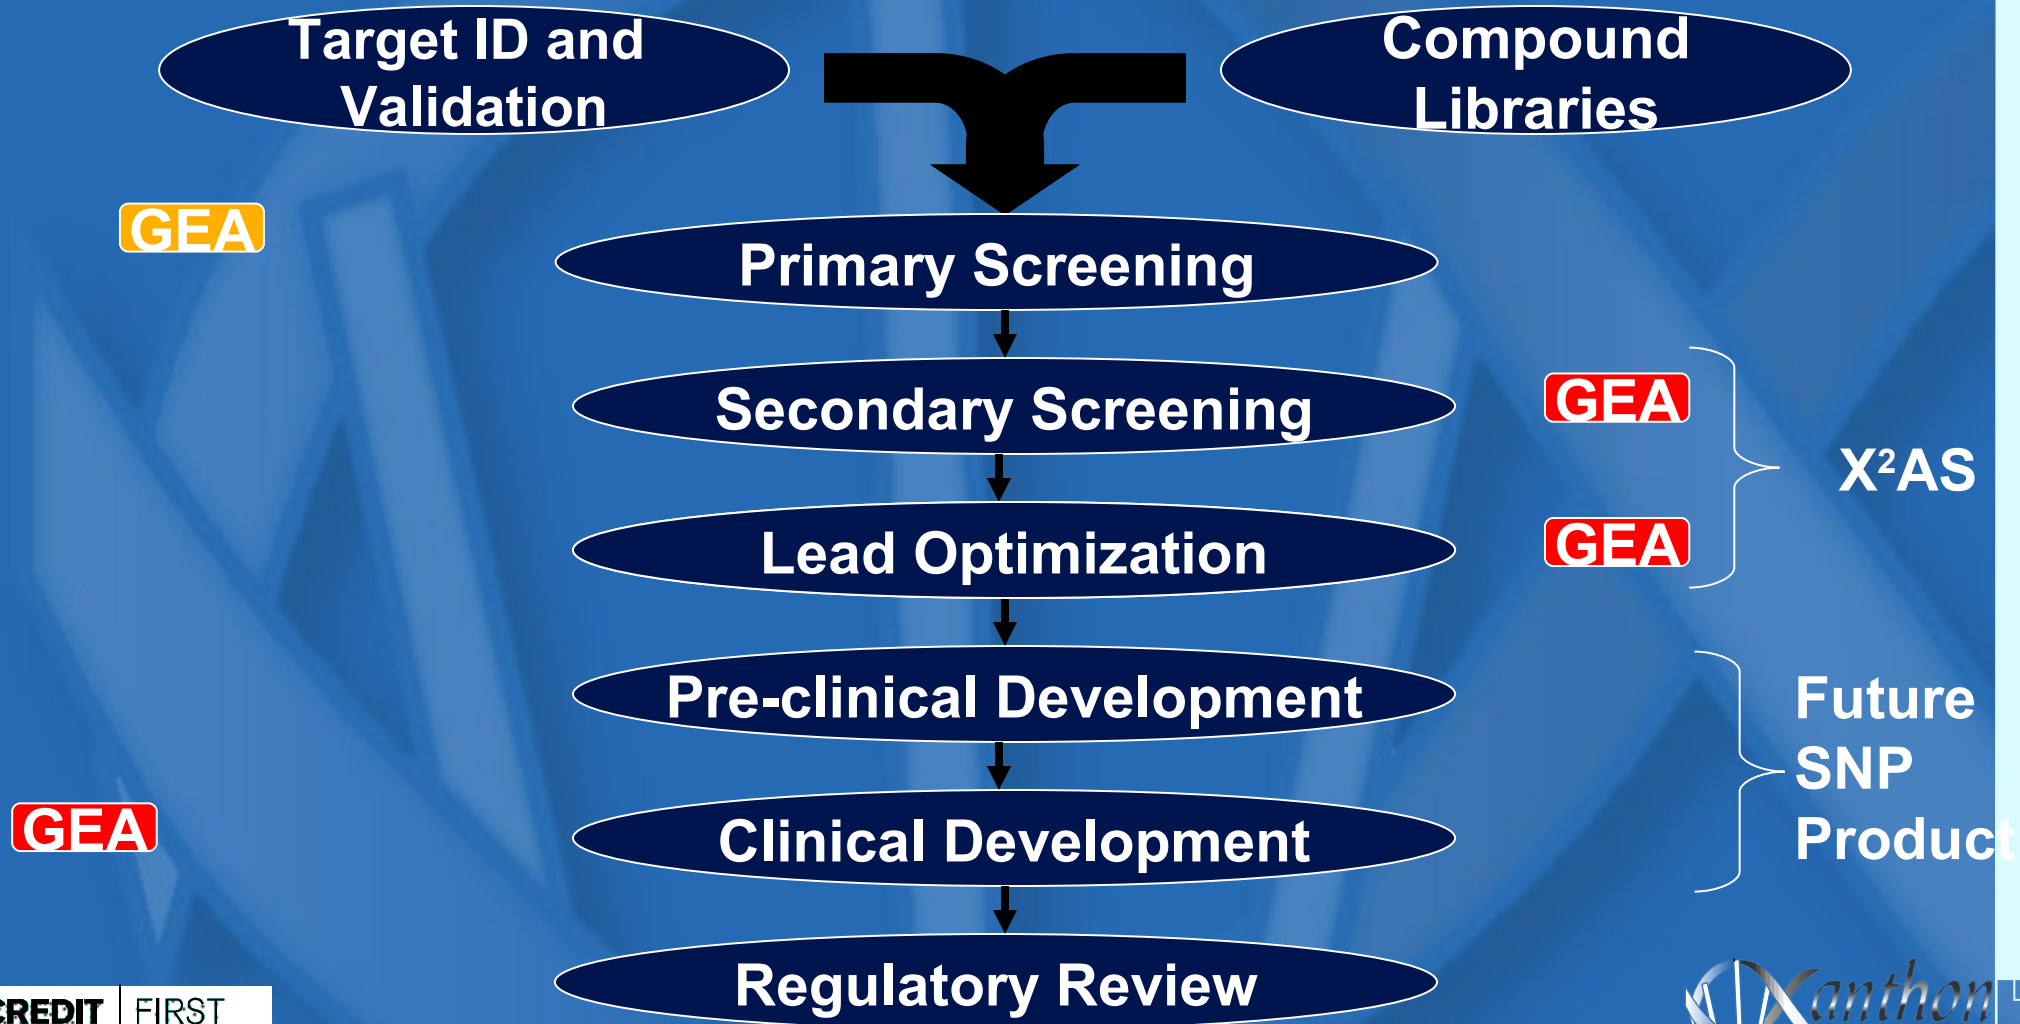 Target ID and
Validation
Compound
Libraries
GEA
Primary Screening
Secondary Screening
GEA
X²AS
Lead Optimization
GEA
Pre-clinical Development
Future
SNP
Product
GEA
Clinical Development
Regulatory Review
CREDIT FIRST
Xanthon